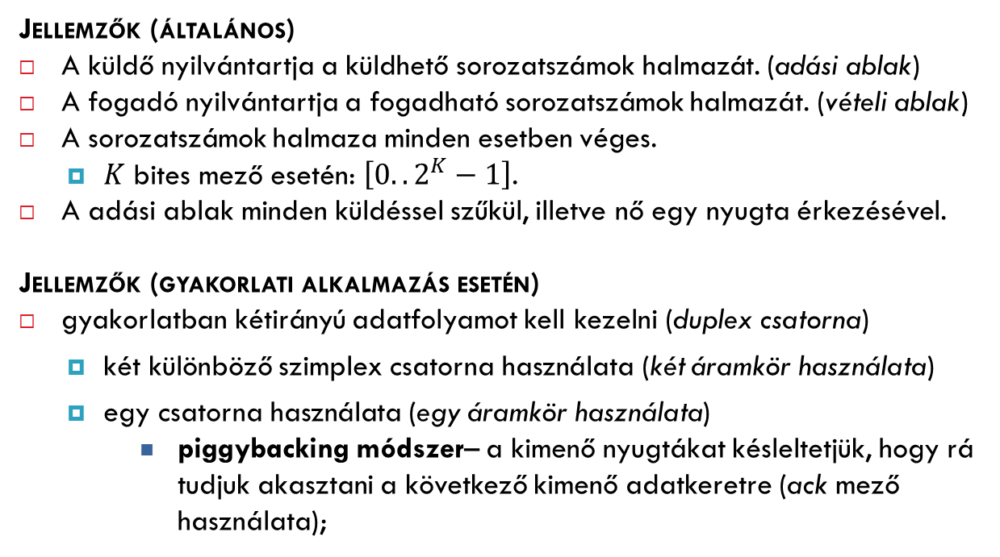 JELLEMZŐK (ÁLTALÁNOS)
A küldő nyilvántartja a küldhető sorozatszámok halmazát. (adási ablak)
A fogadó nyilvántartja a fogadható sorozatszámok halmazát. (vételi ablak)
A sorozatszámok halmaza minden esetben véges.
K bites mező esetén: [0..2^K − 1].
A adási ablak minden küldéssel szűkül, illetve nő egy nyugta érkezésével.
JELLEMZŐK (GYAKORLATI ALKALMAZÁS ESETÉN)
gyakorlatban kétirányú adatfolyamot kell kezelni (duplex csatorna)
két különböző szimplex csatorna használata (két áramkör használata)
egy csatorna használata (egy áramkör használata)
piggybacking módszer– a kimenő nyugtákat késleltetjük, hogy rá
tudjuk akasztani a következő kimenő adatkeretre (ack mező
használata);